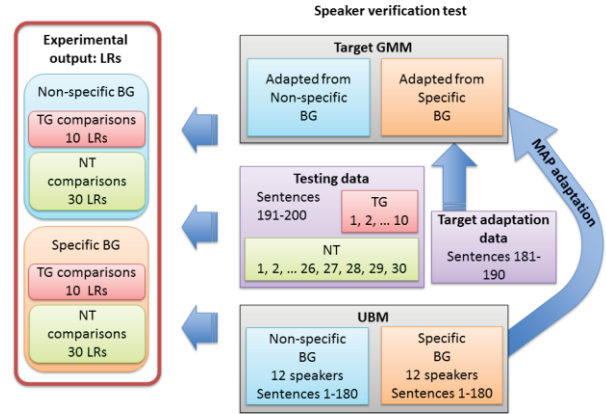 Speaker verification test
Experimental
output: LRs
Non-specific BG
TG comparisons
10 LRs
NT
comparisons
30 LRs
Specific BG
TG comparisons
10 LRs
NT
comparisons
30 LRs
Target GMM
Adapted from
Non-specific
BG
Adapted from
Specific
BG
MAP adaptation
Testing data
Sentences
191-200
TG
1, 2, ... 10
NT
1, 2, ... 26, 27, 28, 29, 30
Target adaptation
data
Sentences 181-
190
UBM
Non-specific
BG
12 speakers
Sentences 1-180
Specific
BG
12 speakers
Sentences 1-180